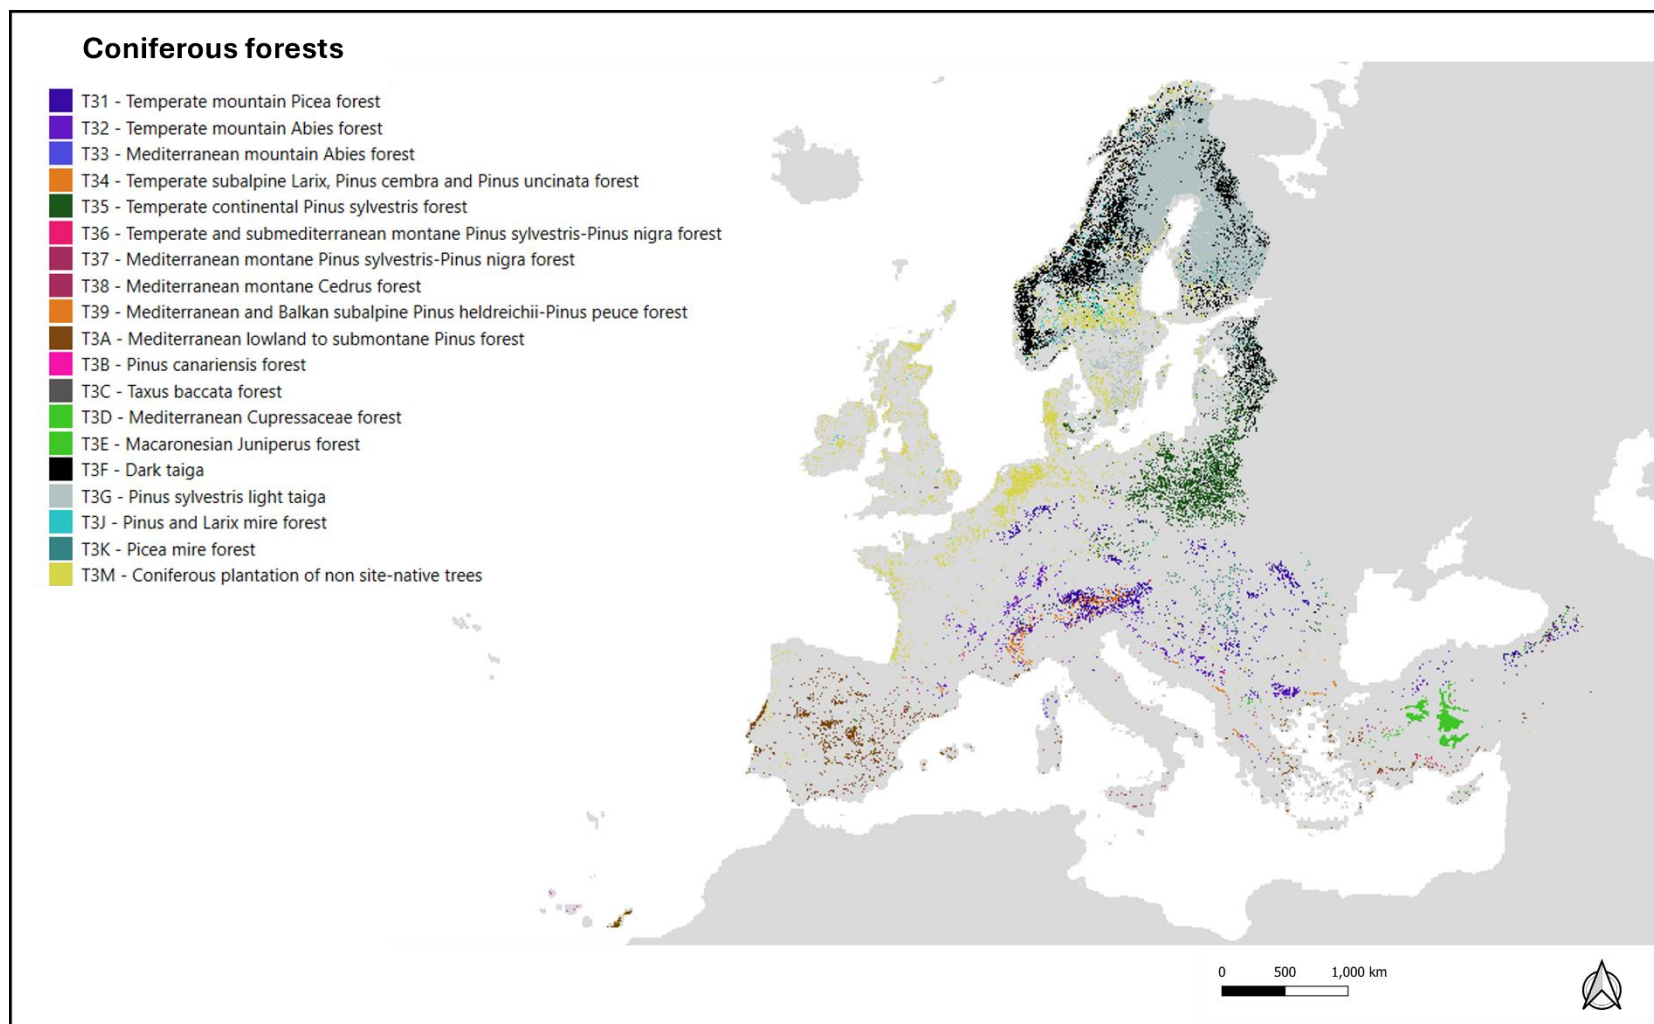 Coniferous forests
T31 - Temperate mountain Picea forest
T32 - Temperate mountain Abies forest
T33 - Mediterranean mountain Abies forest
T34 - Temperate subalpine Larix, Pinus cembra and Pinus uncinata forest
T35 - Temperate continental Pinus sylvestris forest
T36 - Temperate and submediterranean montane Pinus sylvestris-Pinus nigra forest
T37 - Mediterranean montane Pinus sylvestris-Pinus nigra forest
T38 - Mediterranean montane Cedrus forest
T39 - Mediterranean and Balkan subalpine Pinus heldreichii-Pinus peuce forest
T3A - Mediterranean lowland to submontane Pinus forest
T3B - Pinus canariensis forest
T3C - Taxus baccata forest
T3D - Mediterranean Cupressaceae forest
T3E - Macaronesian Juniperus forest
T3F - Dark taiga
T3G - Pinus sylvestris light taiga
T3J - Pinus and Larix mire forest
T3K - Picea mire forest
T3M - Coniferous plantation of non site-native trees
0 500 1,000 km